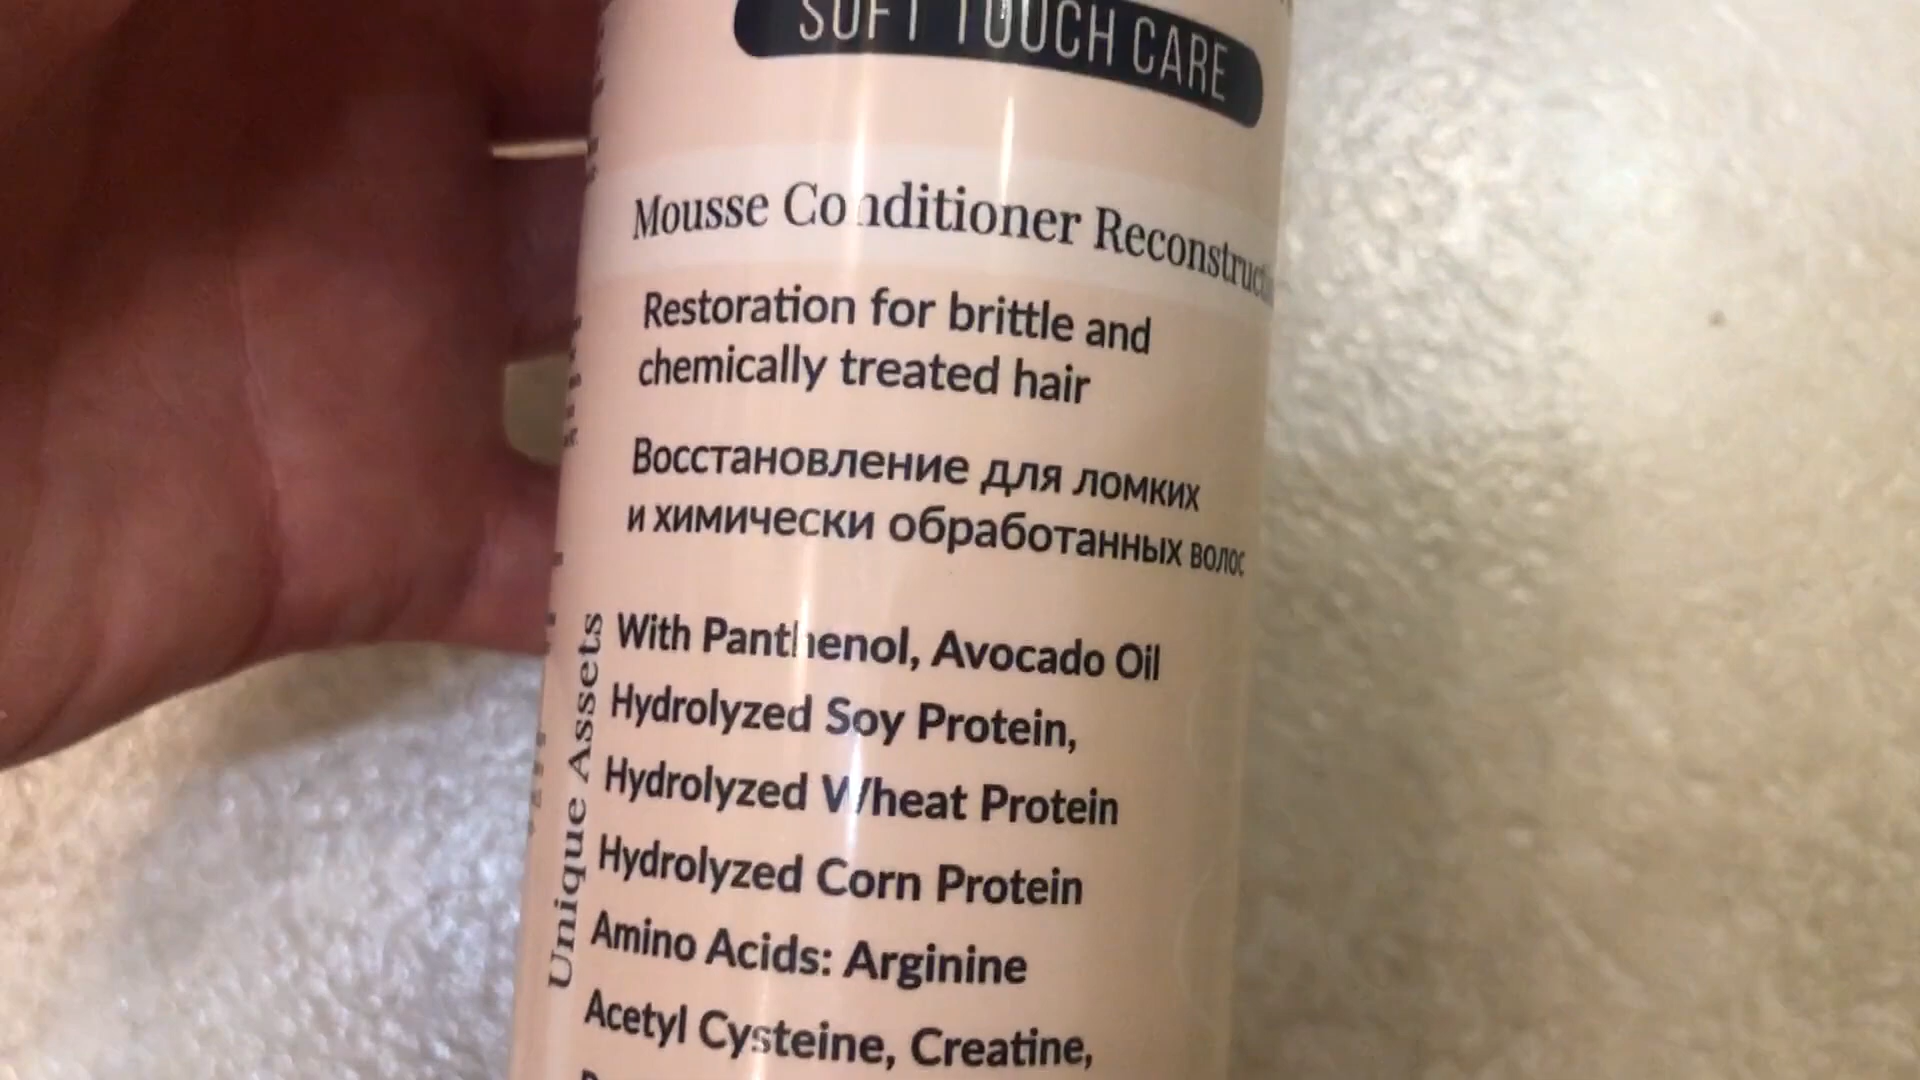 SOFT TOUCH CARE
Mousse Conditioner
Restoration for brittle and
chemically treated hair
Восстановление для ломких
и химически обработанных волос
With Panthenol, Avocado Oil
Hydrolyzed Soy Protein,
Hydrolyzed Wheat Protein
Hydrolyzed Corn Protein
Amino Acids: Arginine
Acetyl Cysteine, Creatine,
Unique Assets